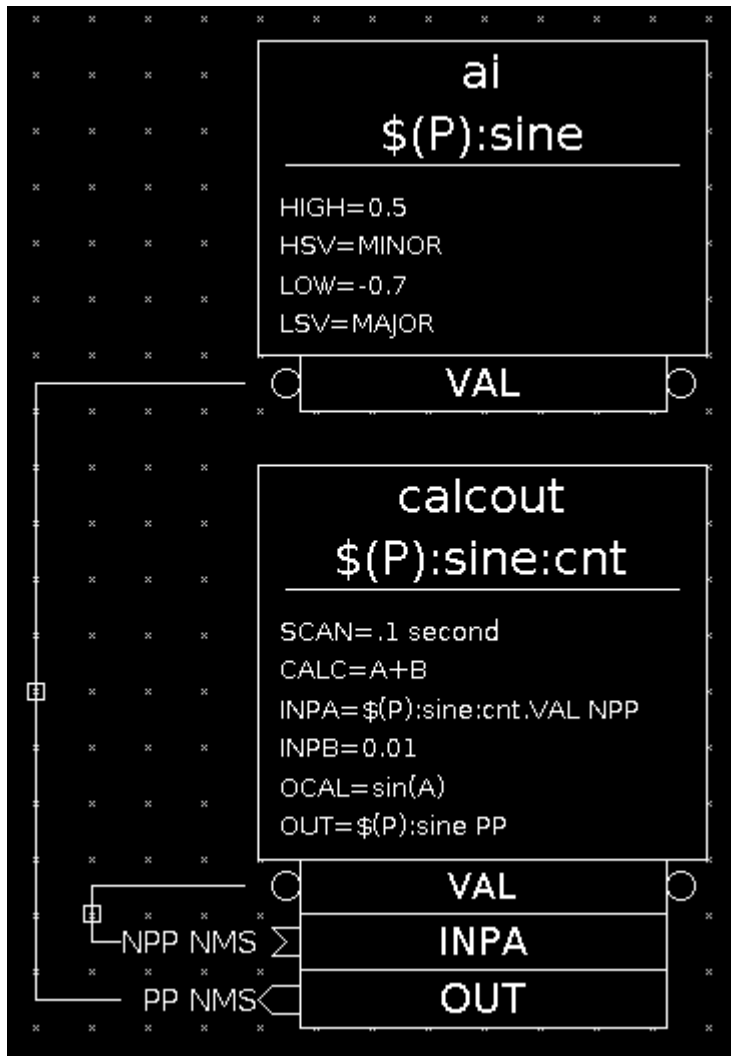 ai
$(P):sine
HIGH=0.5
HSV=MINOR
LOW=-0.7
LSV=MAJOR
VAL
calcout
$(P):sine:cnt
SCAN=.1 second
CALC=A+B
INPA=$(P):sine:cnt.VAL NPP
INPB=0.01
OCAL=sin(A)
OUT=$(P):sine PP
VAL
NPP NMS INPA
PP NMS OUT